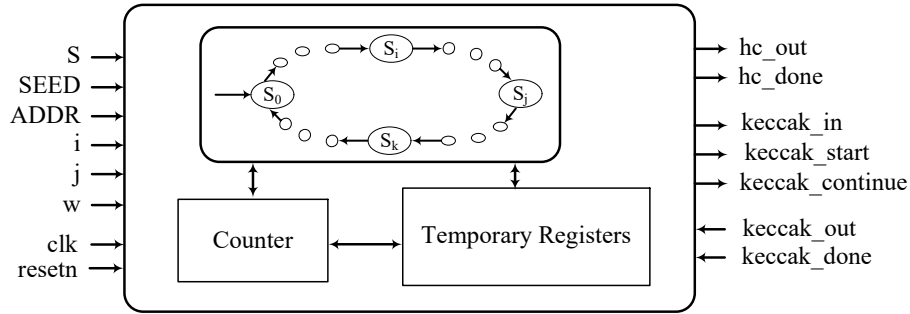 S
SEED
ADDR
i
j
w
clk
resetn
S₀
Sᵢ
Sⱼ
Sₖ
Counter
Temporary Registers
hc_out
hc_done
keccak_in
keccak_start
keccak_continue
keccak_out
keccak_done